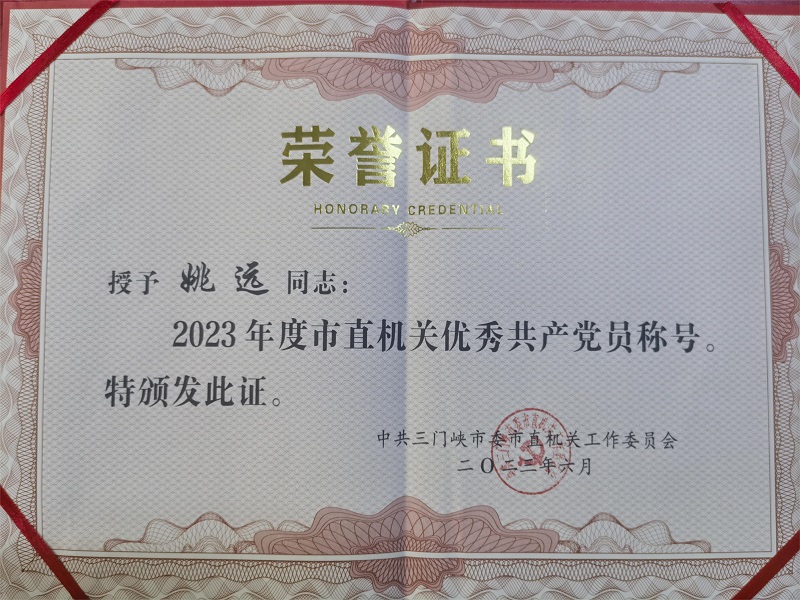 荣誉证书
HONORARY CREDENTIAL
授予 姚远 同志：
2023年度市直机关优秀共产党员称号。
特颁发此证。
中共三门峡市委市直机关工作委员会
二〇二三年六月